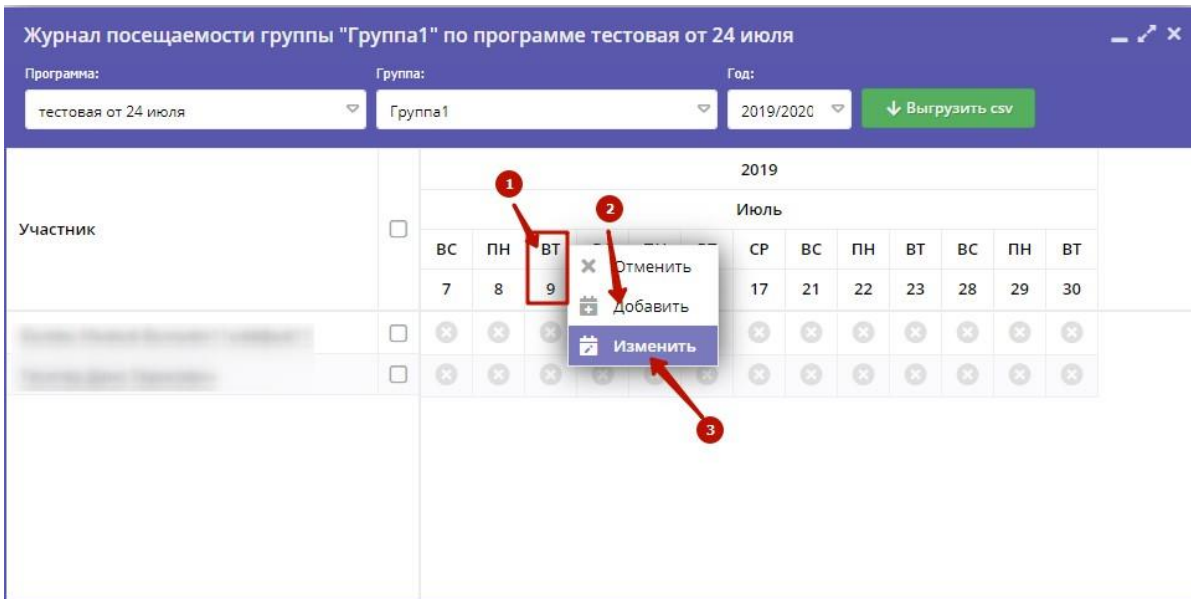 Журнал посещаемости группы "Группа1" по программе тестовая от 24 июля
Программа: Группа: Год:
тестовая от 24 июля Группа1 2019/2020 Выгрузить csv
2019
1
2 Июль
Участник
ВС ПН ВТ СР ВС ПН ВТ ВС ПН ВТ
Отменить
7 8 9 17 21 22 23 28 29 30
Добавить
Изменить
3